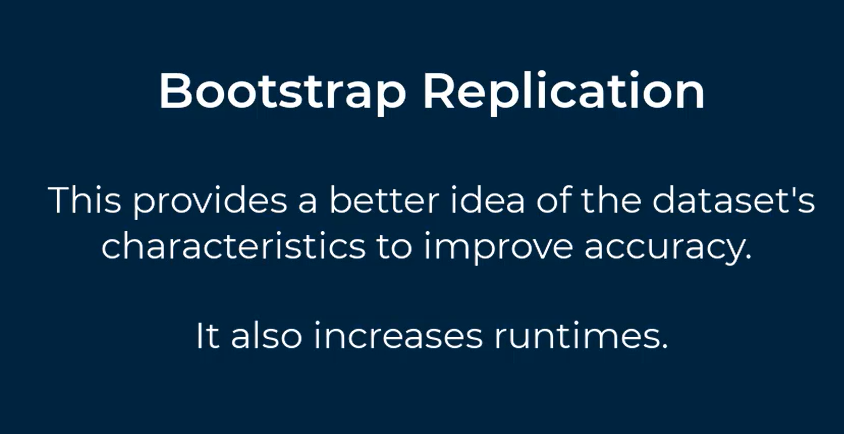 Bootstrap Replication
This provides a better idea of the dataset's
characteristics to improve accuracy.
It also increases runtimes.